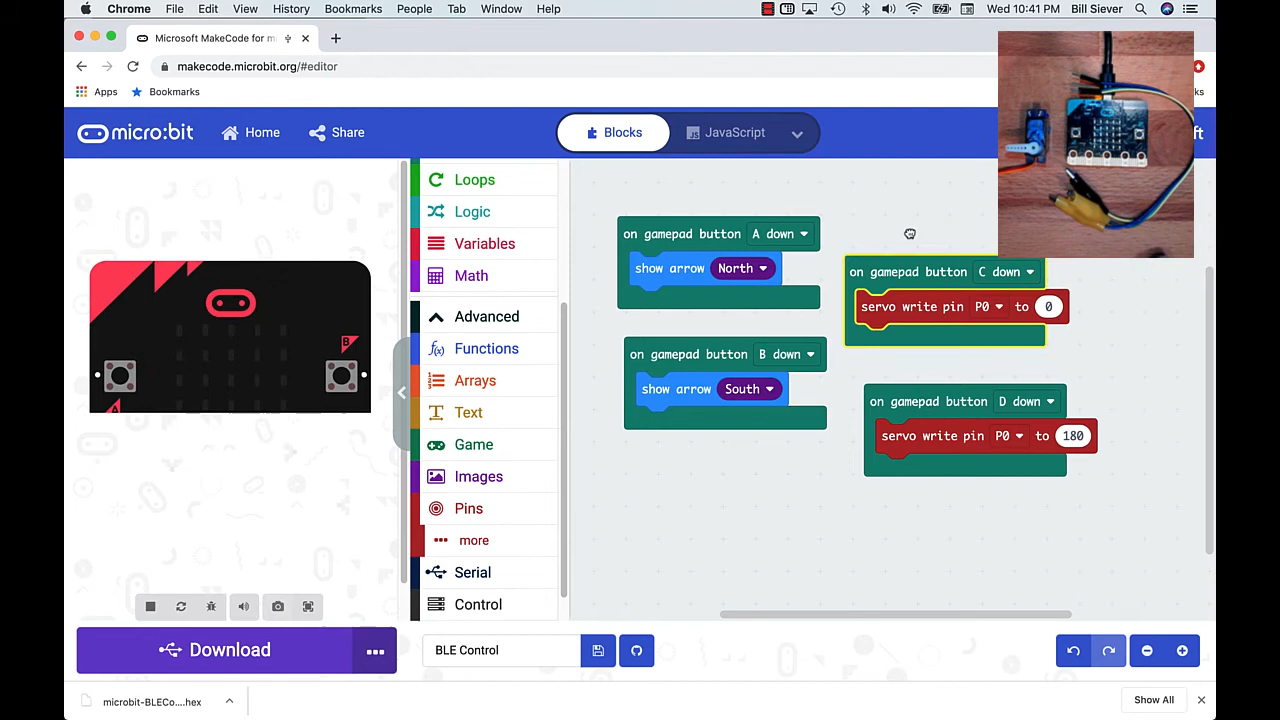 Chrome File Edit View History Bookmarks People Tab Window Help Wed 10:41 PM Bill Siever
Microsoft MakeCode for m
makecode.microbit.org/#editor
Apps Bookmarks
micro:bit Home Share Blocks JavaScript
Loops
Logic
Variables
Math
Advanced
Functions
Arrays
Text
Game
Images
Pins
more
Serial
Control
on gamepad button A down
show arrow North
on gamepad button B down
show arrow South
on gamepad button C down
servo write pin P0 to 0
on gamepad button D down
servo write pin P0 to 180
A
B
Download
BLE Control
microbit-BLECo....hex
Show All